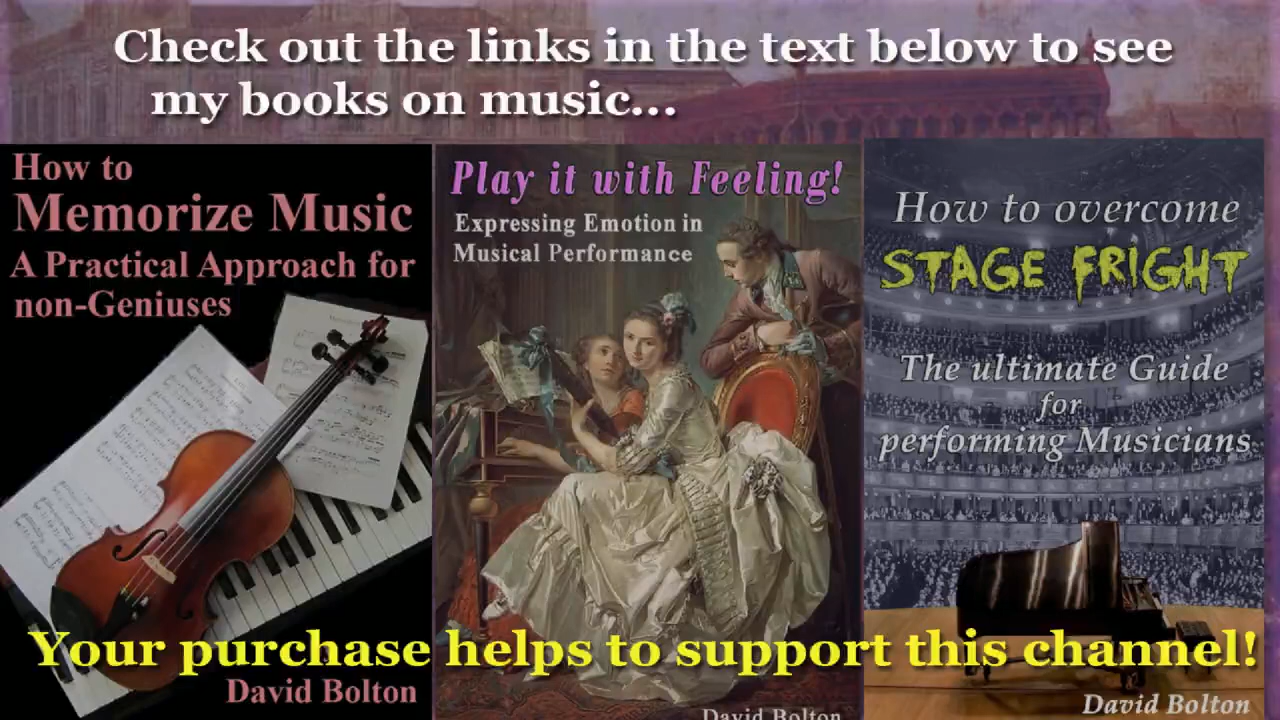 Check out the links in the text below to see
my books on music...
How to
Memorize Music
A Practical Approach for
non-Geniuses
Play it with Feeling!
Expressing Emotion in
Musical Performance
How to overcome
STAGE FRIGHT
The ultimate Guide
for
performing Musicians
Your purchase helps to support this channel!
David Bolton
David Bolton
David Bolton